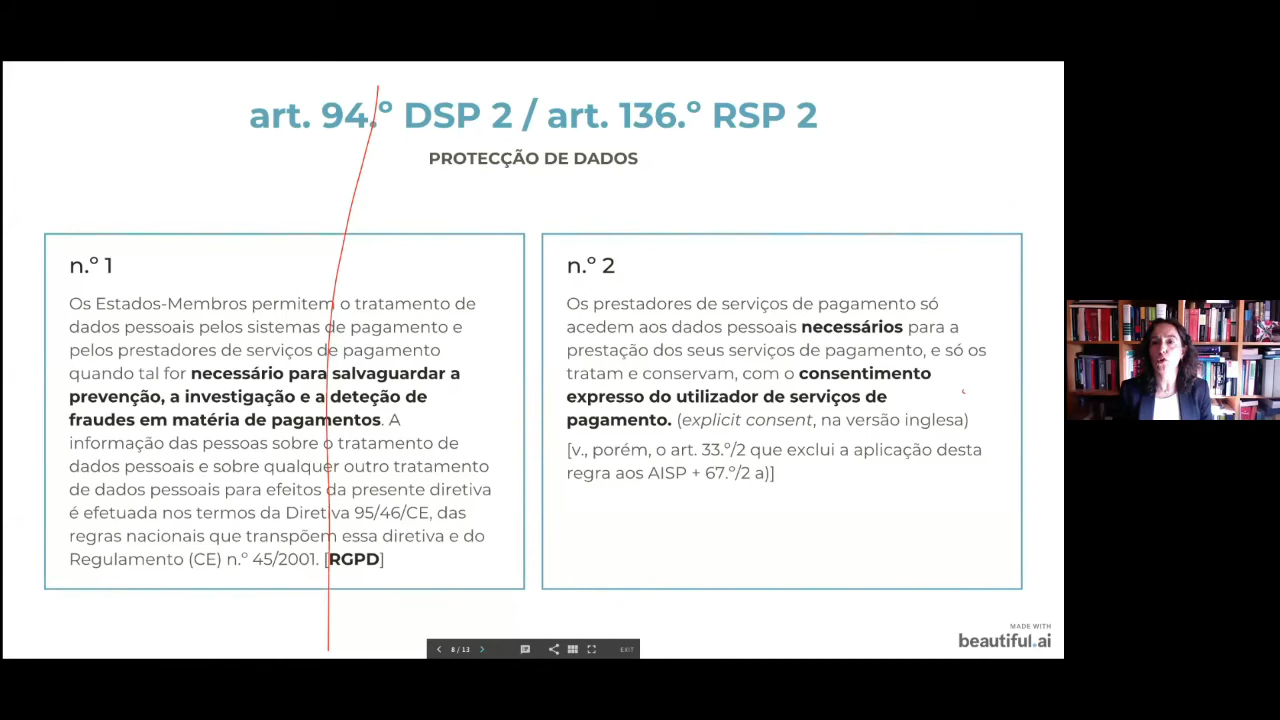 art. 94.º DSP 2 / art. 136.º RSP 2
PROTECÇÃO DE DADOS
n.º 1
Os Estados-Membros permitem o tratamento de
dados pessoais pelos sistemas de pagamento e
pelos prestadores de serviços de pagamento
quando tal for necessário para salvaguardar a
prevenção, a investigação e a deteção de
fraudes em matéria de pagamentos. A
informação das pessoas sobre o tratamento de
dados pessoais e sobre qualquer outro tratamento
de dados pessoais para efeitos da presente diretiva
é efetuada nos termos da Diretiva 95/46/CE, das
regras nacionais que transpõem essa diretiva e do
Regulamento (CE) n.º 45/2001. [RGPD]
n.º 2
Os prestadores de serviços de pagamento só
acedem aos dados pessoais necessários para a
prestação dos seus serviços de pagamento, e só os
tratam e conservam, com o consentimento
expresso do utilizador de serviços de
pagamento. (explicit consent, na versão inglesa)
[v., porém, o art. 33.º/2 que exclui a aplicação desta
regra aos AISP + 67.º/2 a)]
MADE WITH
beautiful.ai
8 / 13
EXIT